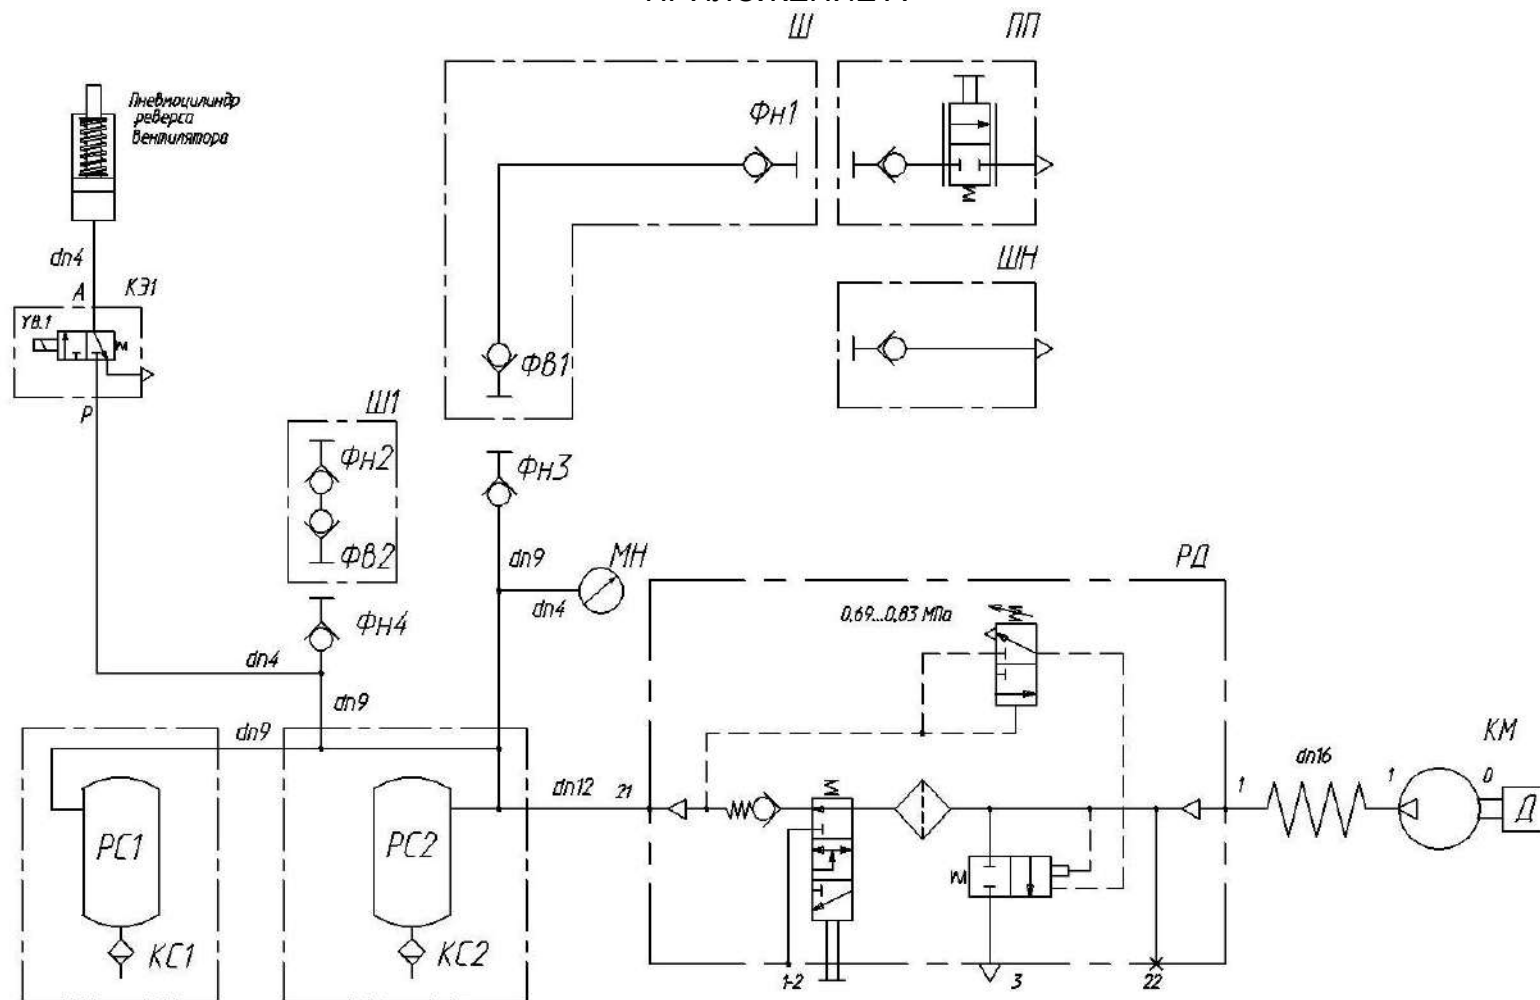 Ш
ПП
Пневмоцилиндр
реверса
вентилятора
Фн1
dn4
А
КЭ1
YB.1
P
ШН
ФВ1
Ш1
Фн2
ФВ2
Фн3
dn9
МН
dn4
РД
0,69...0,83 МПа
Фн4
dn4
dn9
dn9
dn12
21
1
dn16
1
КМ
0
Д
РС1
РС2
КС1
КС2
1-2
3
22